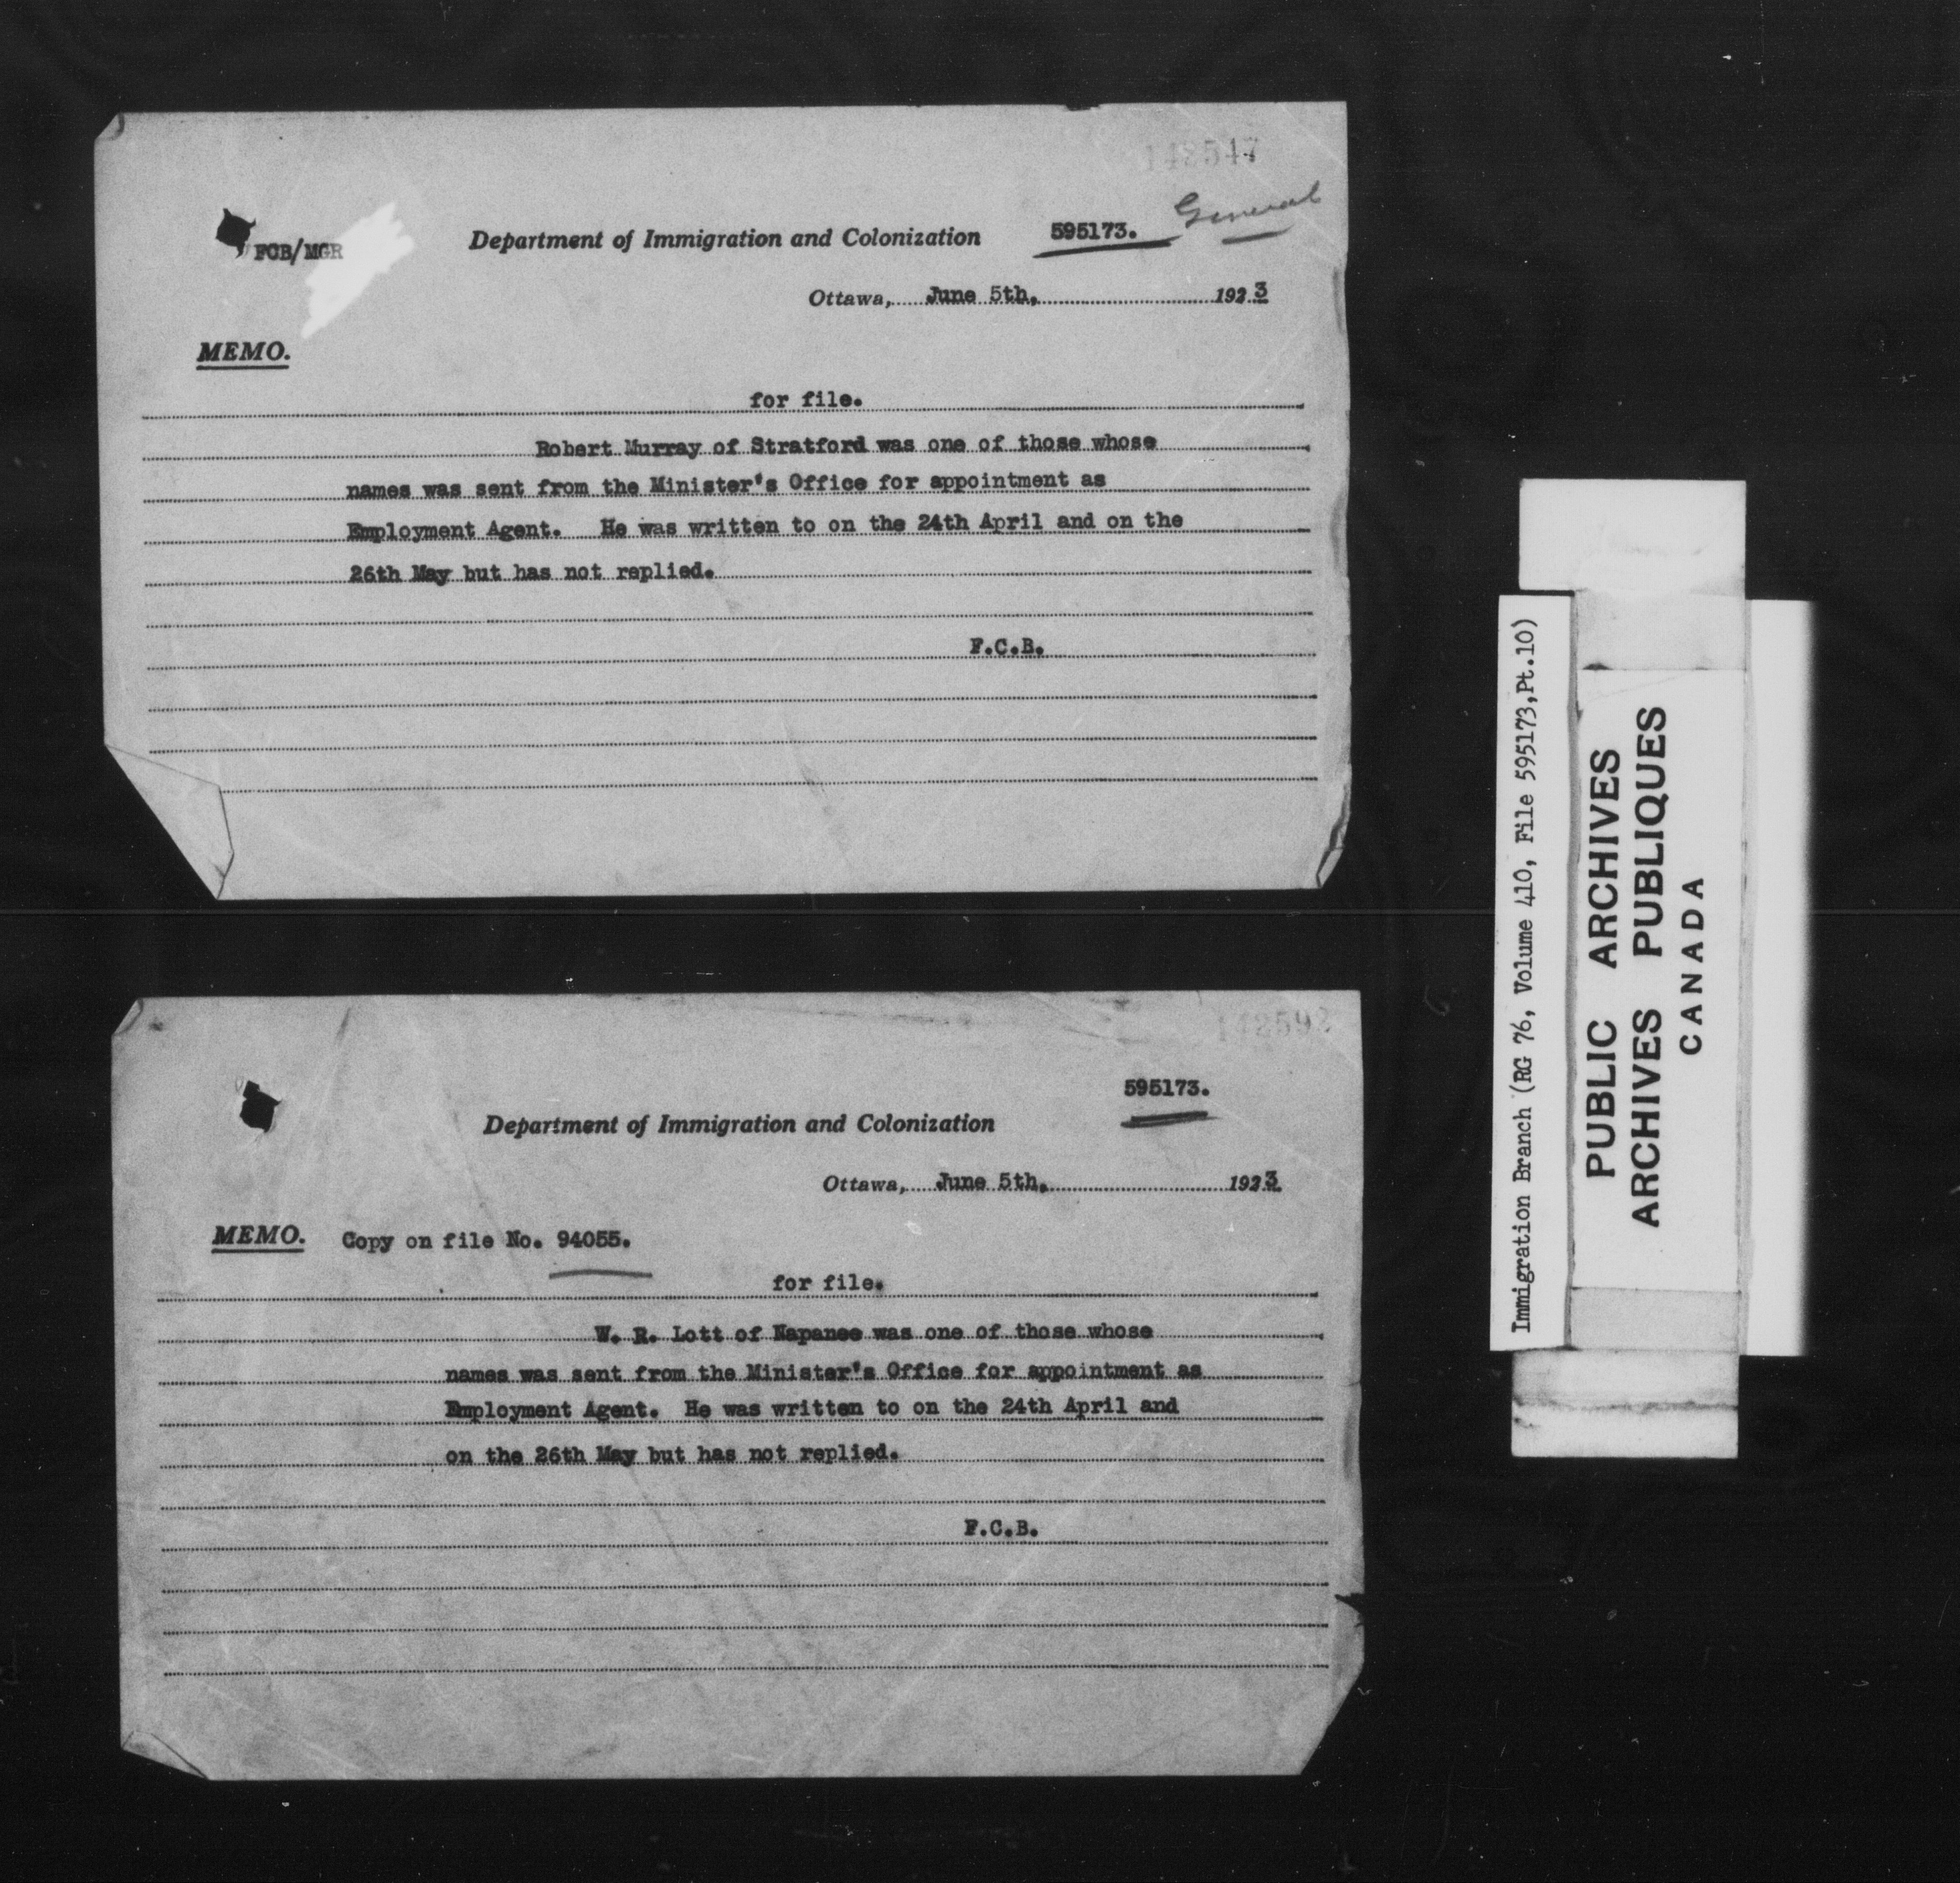 142547
General
FCB/MGR
Department of Immigration and Colonization 595173.
Ottawa, June 5th, 1923
MEMO.
for file.
Robert Murray of Stratford was one of those whose
names was sent from the Minister's Office for appointment as
Employment Agent. He was written to on the 24th April and on the
26th May but has not replied.
F.C.B.
595173.
Department of Immigration and Colonization
Ottawa, June 5th, 1923
MEMO. Copy on file No. 94055.
for file.
W. R. Lott of Napanee was one of those whose
names was sent from the Minister's Office for appointment as
Employment Agent. He was written to on the 24th April and
on the 26th May but has not replied.
F.C.B.
Immigration Branch (RG 76, Volume 410, File 595173,Pt.10)
PUBLIC ARCHIVES
ARCHIVES PUBLIQUES
CANADA